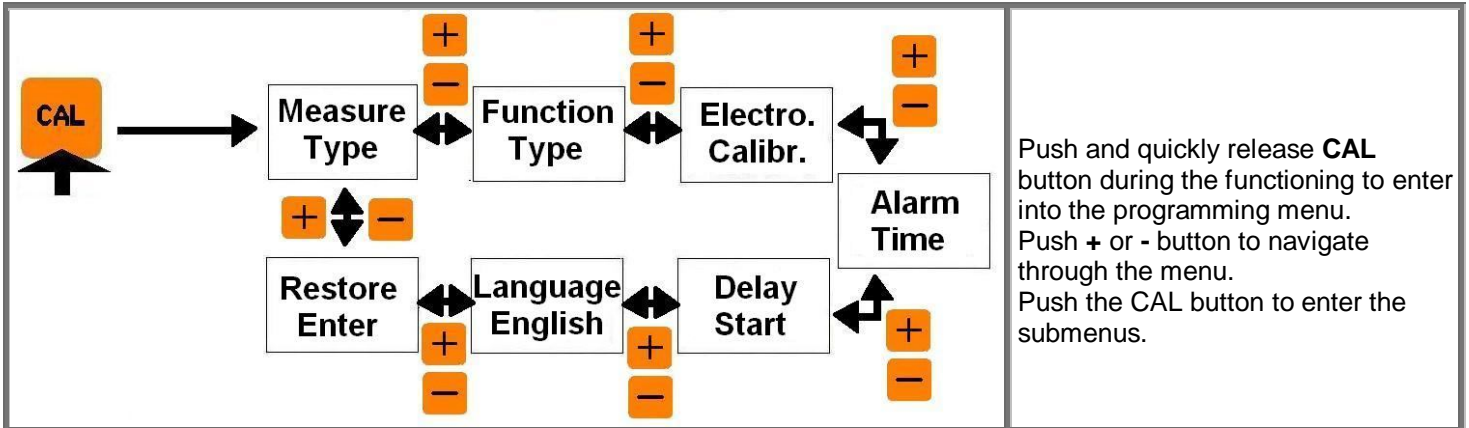 CAL
+
−
+
−
+
−
Measure
Type
Function
Type
Electro.
Calibr.
Alarm
Time
+
−
Restore
Enter
Language
English
Delay
Start
+
−
+
−
+
−
Push and quickly release CAL
button during the functioning to enter
into the programming menu.
Push + or - button to navigate
through the menu.
Push the CAL button to enter the
submenus.